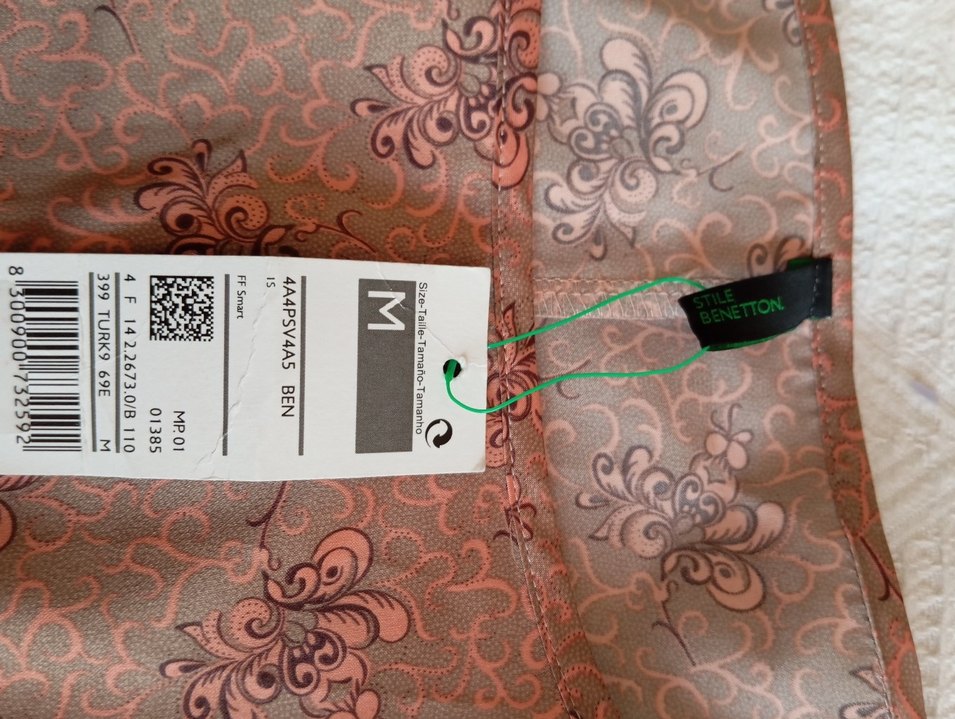 Size-Taille-Tamaño-Tamanho
M
4A4PSV4A5 BEN
IS
FF Smart
MP.01
01385
4 F 14 2.2673.0/B 110
399 TURK9 69E M
8 300900 732592
STILE
BENETTON.